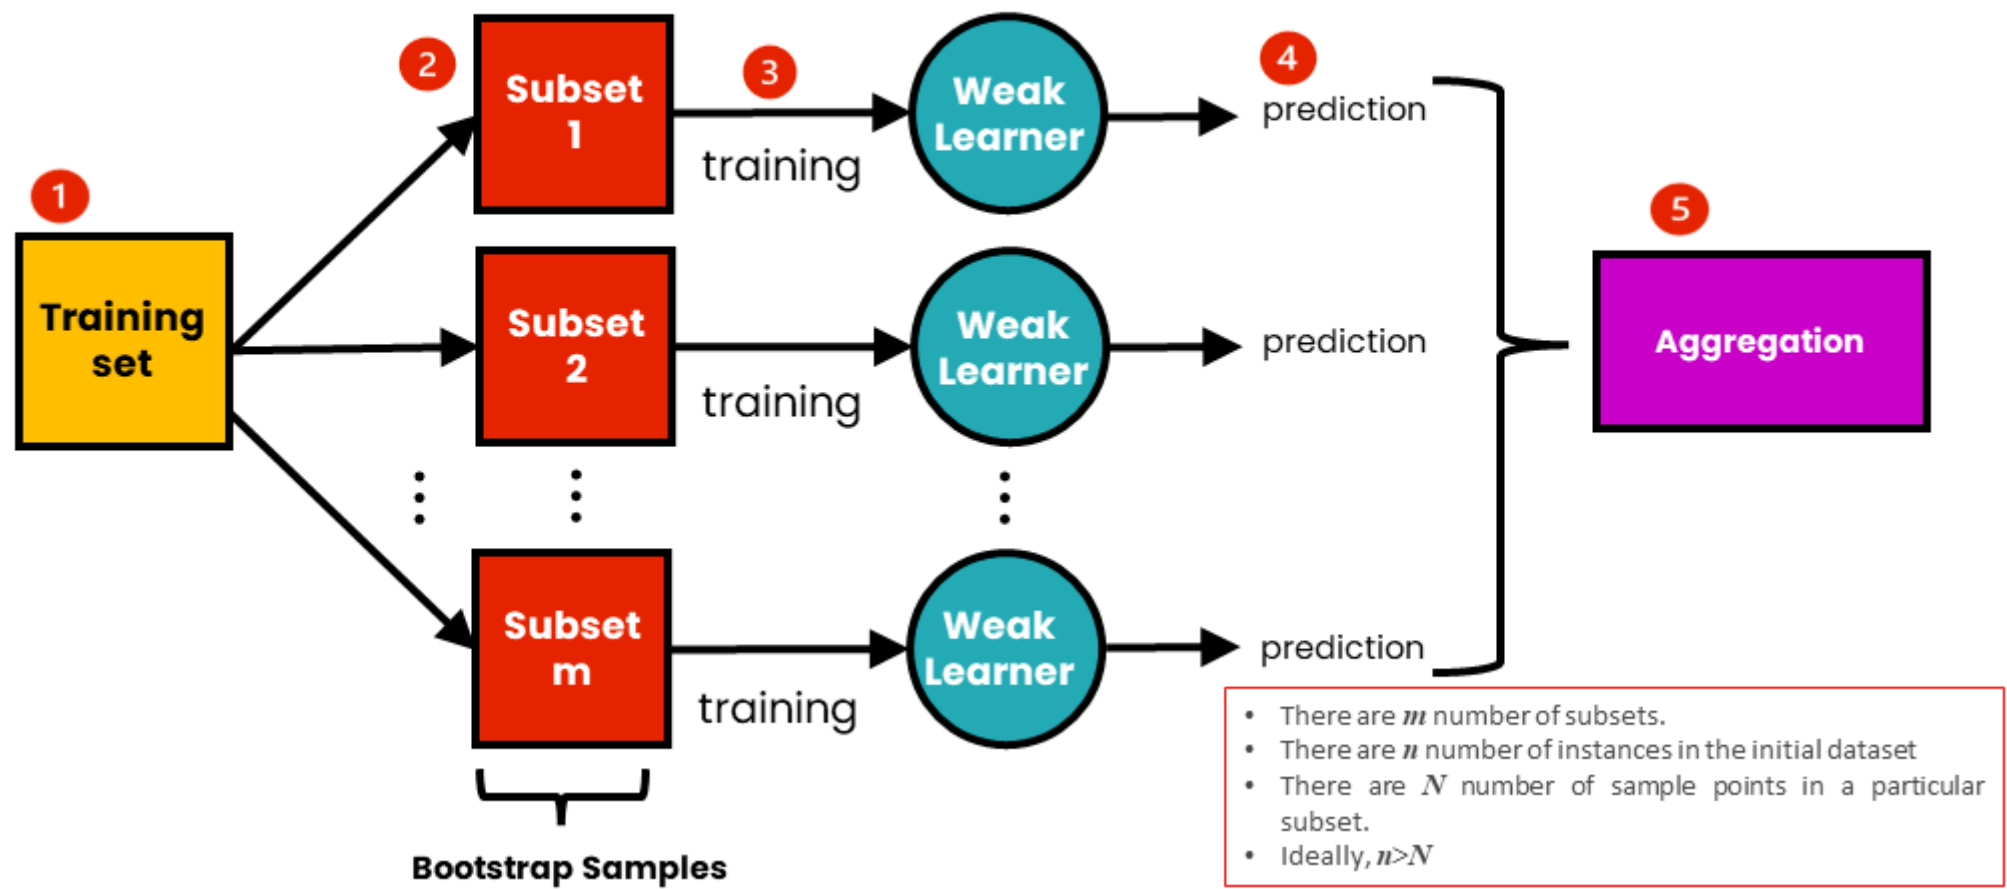 1
2
3
4
5
Training
set
Subset
1
training
Weak
Learner
prediction
Subset
2
training
Weak
Learner
prediction
Subset
m
training
Weak
Learner
prediction
Aggregation
Bootstrap Samples
• There are m number of subsets.
• There are n number of instances in the initial dataset
• There are N number of sample points in a particular
subset.
• Ideally, n>N